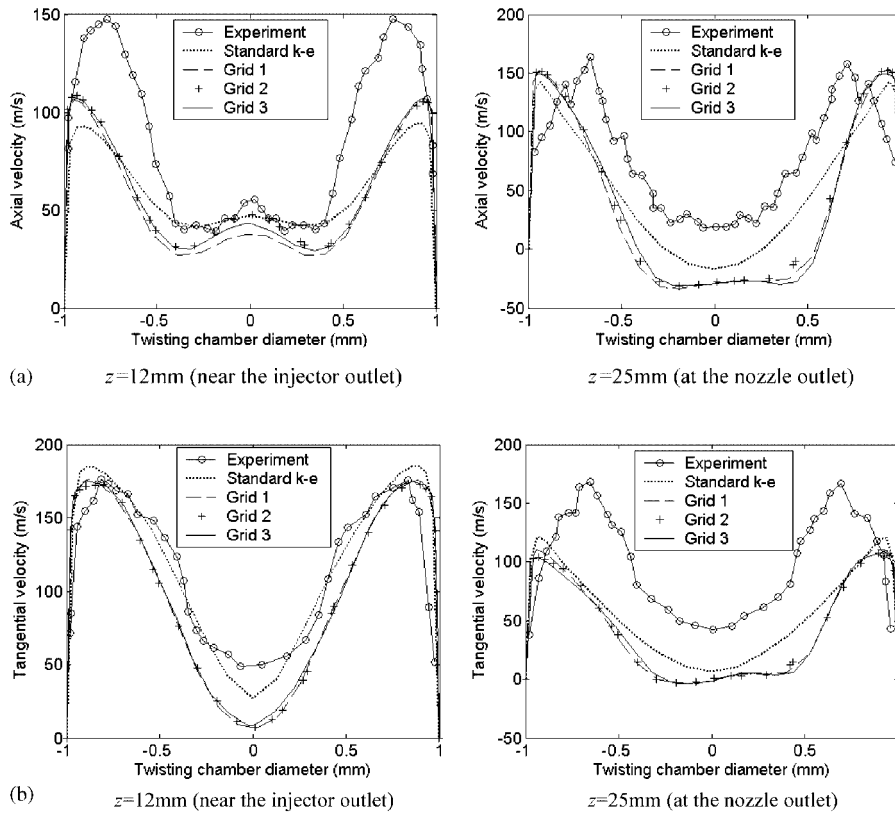 150
100
50
0
Axial velocity (m/s)
Experiment
Standard k-e
Grid 1
Grid 2
Grid 3
-1 -0.5 0 0.5 1
Twisting chamber diameter (mm)
200
150
100
50
0
-50
Axial velocity (m/s)
Experiment
Standard k-e
Grid 1
Grid 2
Grid 3
-1 -0.5 0 0.5
Twisting chamber diameter (mm)
(a) z=12mm (near the injector outlet) z=25mm (at the nozzle outlet)
200
150
100
50
0
Tangential velocity (m/s)
Experiment
Standard k-e
Grid 1
Grid 2
Grid 3
-1 -0.5 0 0.5 1
Twisting chamber diameter (mm)
200
150
100
50
0
-50
Tangential velocity (m/s)
Experiment
Standard k-e
Grid 1
Grid 2
Grid 3
-1 -0.5 0 0.5
Twisting chamber diameter (mm)
(b) z=12mm (near the injector outlet) z=25mm (at the nozzle outlet)